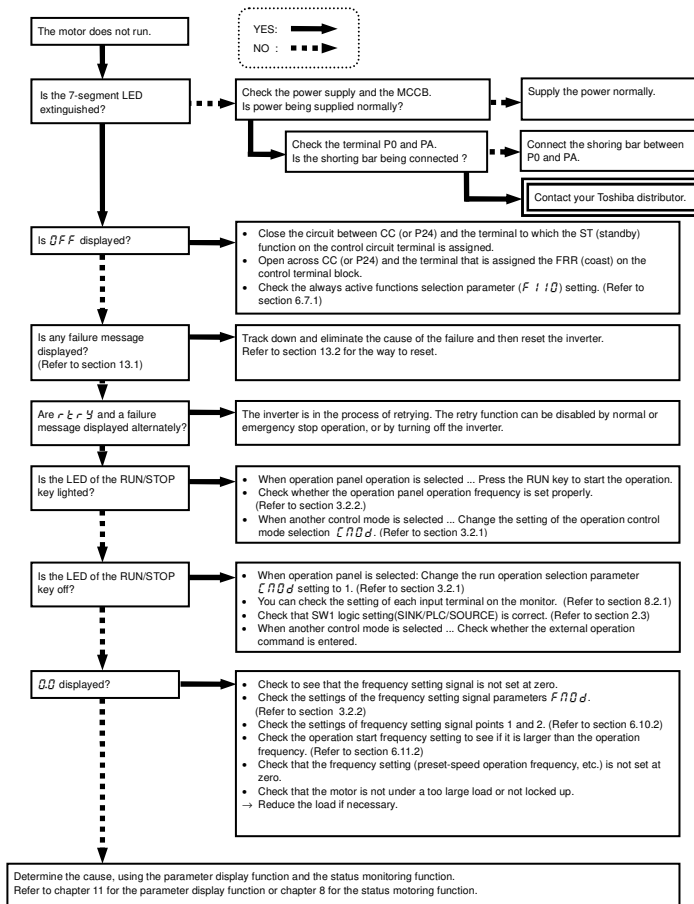 The motor does not run.
YES:
NO :
Is the 7-segment LED
extinguished?
Check the power supply and the MCCB.
Is power being supplied normally?
Supply the power normally.
Check the terminal P0 and PA.
Is the shorting bar being connected ?
Connect the shoring bar between
P0 and PA.
Contact your Toshiba distributor.
Is OFF displayed?
• Close the circuit between CC (or P24) and the terminal to which the ST (standby)
function on the control circuit terminal is assigned.
• Open across CC (or P24) and the terminal that is assigned the FRR (coast) on the
control terminal block.
• Check the always active functions selection parameter (F110) setting. (Refer to
section 6.7.1)
Is any failure message
displayed?
(Refer to section 13.1)
Track down and eliminate the cause of the failure and then reset the inverter.
Refer to section 13.2 for the way to reset.
Are rtry and a failure
message displayed alternately?
The inverter is in the process of retrying. The retry function can be disabled by normal or
emergency stop operation, or by turning off the inverter.
Is the LED of the RUN/STOP
key lighted?
• When operation panel operation is selected ... Press the RUN key to start the operation.
• Check whether the operation panel operation frequency is set properly.
(Refer to section 3.2.2.)
• When another control mode is selected ... Change the setting of the operation control
mode selection CMOd. (Refer to section 3.2.1)
Is the LED of the RUN/STOP
key off?
• When operation panel is selected: Change the run operation selection parameter
CMOd setting to 1. (Refer to section 3.2.1)
• You can check the setting of each input terminal on the monitor. (Refer to section 8.2.1)
• Check that SW1 logic setting(SINK/PLC/SOURCE) is correct. (Refer to section 2.3)
• When another control mode is selected ... Check whether the external operation
command is entered.
0.0 displayed?
• Check to see that the frequency setting signal is not set at zero.
• Check the settings of the frequency setting signal parameters FMOd.
(Refer to section 3.2.2)
• Check the settings of frequency setting signal points 1 and 2. (Refer to section 6.10.2)
• Check the operation start frequency setting to see if it is larger than the operation
frequency. (Refer to section 6.11.2)
• Check that the frequency setting (preset-speed operation frequency, etc.) is not set at
zero.
• Check that the motor is not under a too large load or not locked up.
→ Reduce the load if necessary.
Determine the cause, using the parameter display function and the status monitoring function.
Refer to chapter 11 for the parameter display function or chapter 8 for the status motoring function.